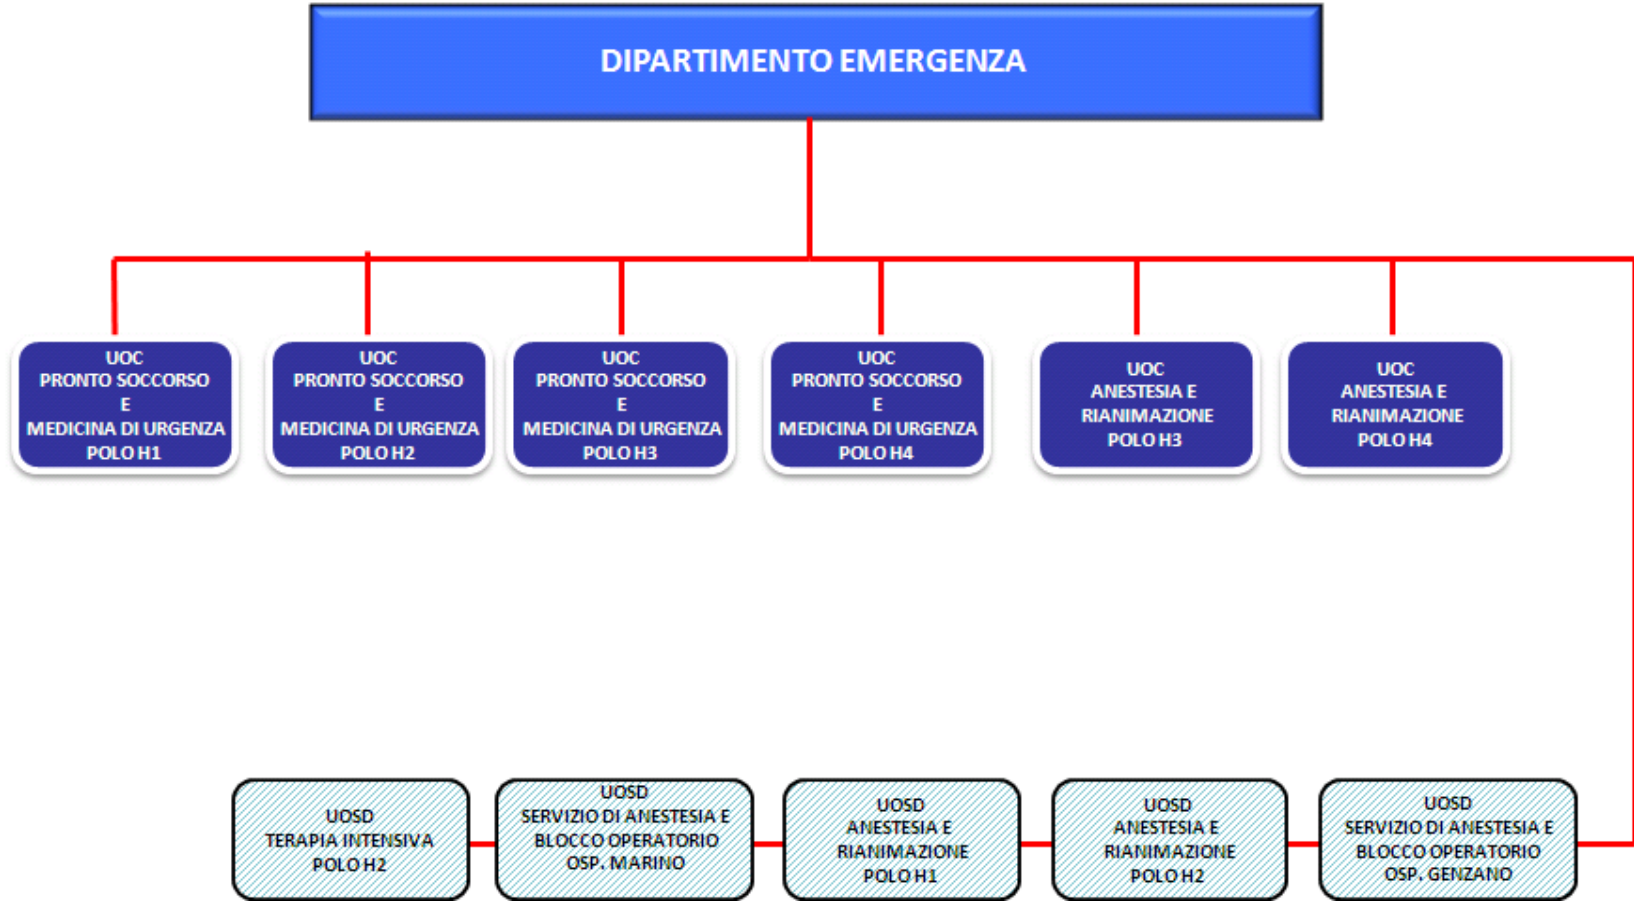 DIPARTIMENTO EMERGENZA
UOC
PRONTO SOCCORSO
E
MEDICINA DI URGENZA
POLO H1
UOC
PRONTO SOCCORSO
E
MEDICINA DI URGENZA
POLO H2
UOC
PRONTO SOCCORSO
E
MEDICINA DI URGENZA
POLO H3
UOC
PRONTO SOCCORSO
E
MEDICINA DI URGENZA
POLO H4
UOC
ANESTESIA E
RIANIMAZIONE
POLO H3
UOC
ANESTESIA E
RIANIMAZIONE
POLO H4
UOSD
TERAPIA INTENSIVA
POLO H2
UOSD
SERVIZIO DI ANESTESIA E
BLOCCO OPERATORIO
OSP. MARINO
UOSD
ANESTESIA E
RIANIMAZIONE
POLO H1
UOSD
ANESTESIA E
RIANIMAZIONE
POLO H2
UOSD
SERVIZIO DI ANESTESIA E
BLOCCO OPERATORIO
OSP. GENZANO